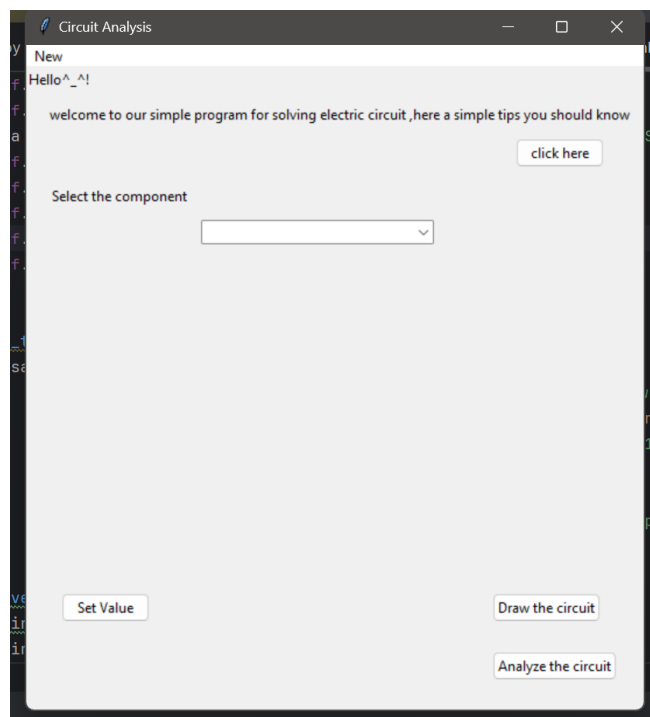 Circuit Analysis
New
Hello^_^!
welcome to our simple program for solving electric circuit ,here a simple tips you should know
click here
Select the component
Set Value
Draw the circuit
Analyze the circuit